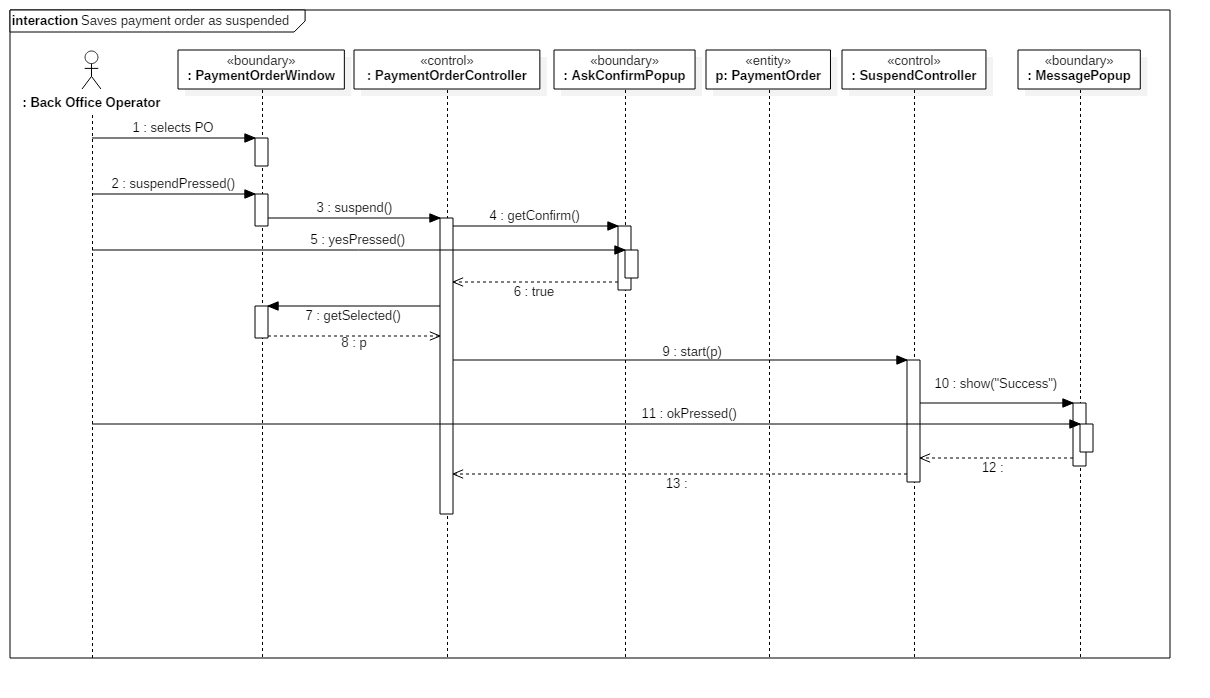 interaction Saves payment order as suspended
: Back Office Operator
«boundary»
: PaymentOrderWindow
«control»
: PaymentOrderController
«boundary»
: AskConfirmPopup
«entity»
p: PaymentOrder
«control»
: SuspendController
«boundary»
: MessagePopup
1 : selects PO
2 : suspendPressed()
3 : suspend()
4 : getConfirm()
5 : yesPressed()
6 : true
7 : getSelected()
8 : p
9 : start(p)
10 : show("Success")
11 : okPressed()
12 :
13 :